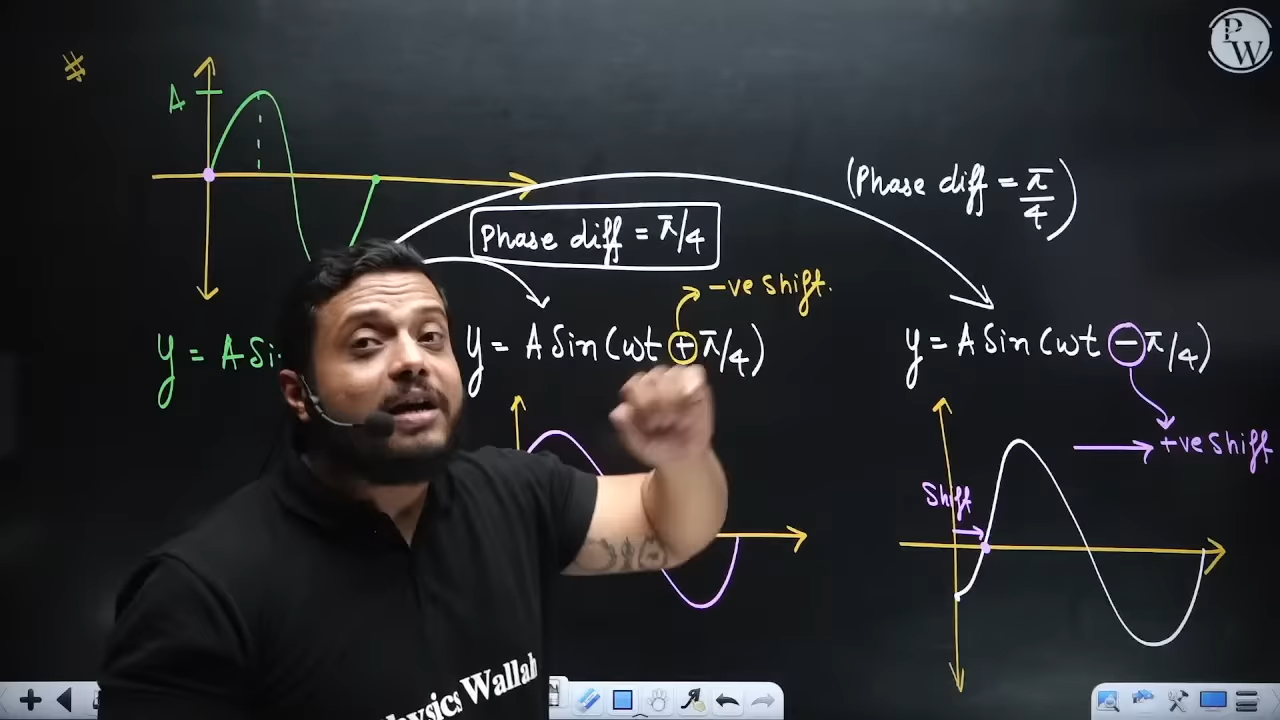 PW
#
A
(Phase diff = π/4)
Phase diff = π/4
-ve shift.
y = A Si
y = A Sin (ωt + π/4)
y = A Sin (ωt - π/4)
+ve shift
Shift
Physics Wallah